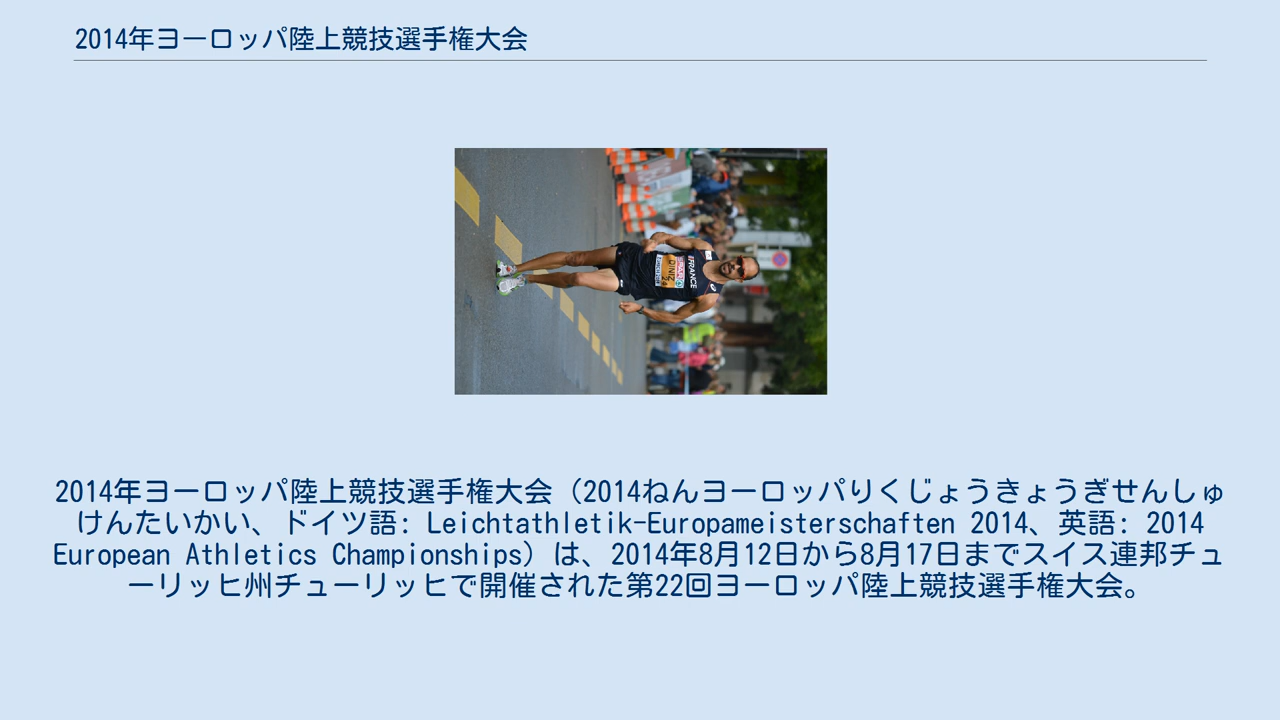 2014年ヨーロッパ陸上競技選手権大会
FRANCE
DINIZ
2014年ヨーロッパ陸上競技選手権大会（2014ねんヨーロッパりくじょうきょうぎせんしゅ
けんたいかい、ドイツ語: Leichtathletik-Europameisterschaften 2014、英語: 2014
European Athletics Championships）は、2014年8月12日から8月17日までスイス連邦チュ
ーリッヒ州チューリッヒで開催された第22回ヨーロッパ陸上競技選手権大会。